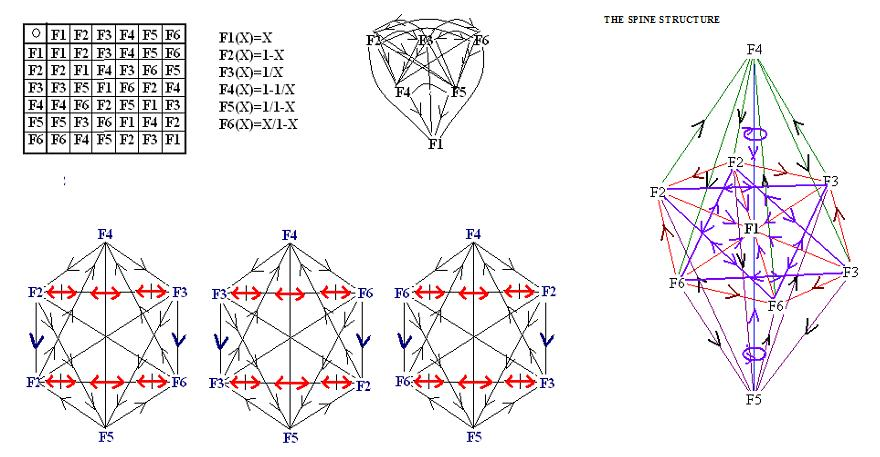 O F1 F2 F3 F4 F5 F6
F1 F1 F2 F3 F4 F5 F6
F2 F2 F1 F4 F3 F6 F5
F3 F3 F5 F1 F6 F2 F4
F4 F4 F6 F2 F5 F1 F3
F5 F5 F3 F6 F1 F4 F2
F6 F6 F4 F5 F2 F3 F1
F1(X)=X
F2(X)=1-X
F3(X)=1/X
F4(X)=1-1/X
F5(X)=1/1-X
F6(X)=X/1-X
F2 F3 F6
F4 F5
F1
THE SPINE STRUCTURE
F4
F2
F2 F3
F1
F6 F3
F6
F5
:
F4
F2 F3
F2 F6
F5
F4
F3 F6
F3 F2
F5
F4
F6 F2
F6 F3
F5